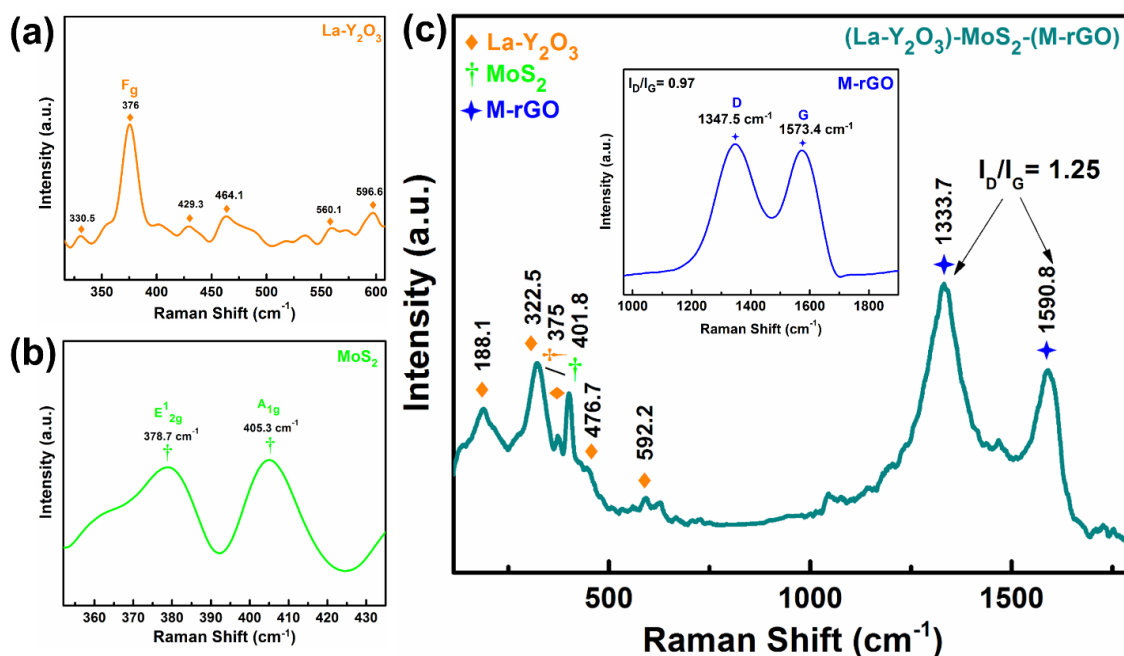 (a)
La-Y₂O₃
F_g
376
330.5
429.3
464.1
560.1
596.6
Intensity (a.u.)
350 400 450 500 550 600
Raman Shift (cm⁻¹)
(b)
MoS₂
E¹₂g
378.7 cm⁻¹
†
A₁g
405.3 cm⁻¹
†
Intensity (a.u.)
360 370 380 390 400 410 420 430
Raman Shift (cm⁻¹)
(c)
♦ La-Y₂O₃
† MoS₂
✦ M-rGO
(La-Y₂O₃)-MoS₂-(M-rGO)
I_D/I_G= 0.97
M-rGO
D
1347.5 cm⁻¹
G
1573.4 cm⁻¹
Intensity (a.u.)
1000 1200 1400 1600 1800
Raman Shift (cm⁻¹)
I_D/I_G= 1.25
188.1
322.5
375
401.8
476.7
592.2
1333.7
1590.8
Intensity (a.u.)
500 1000 1500
Raman Shift (cm⁻¹)